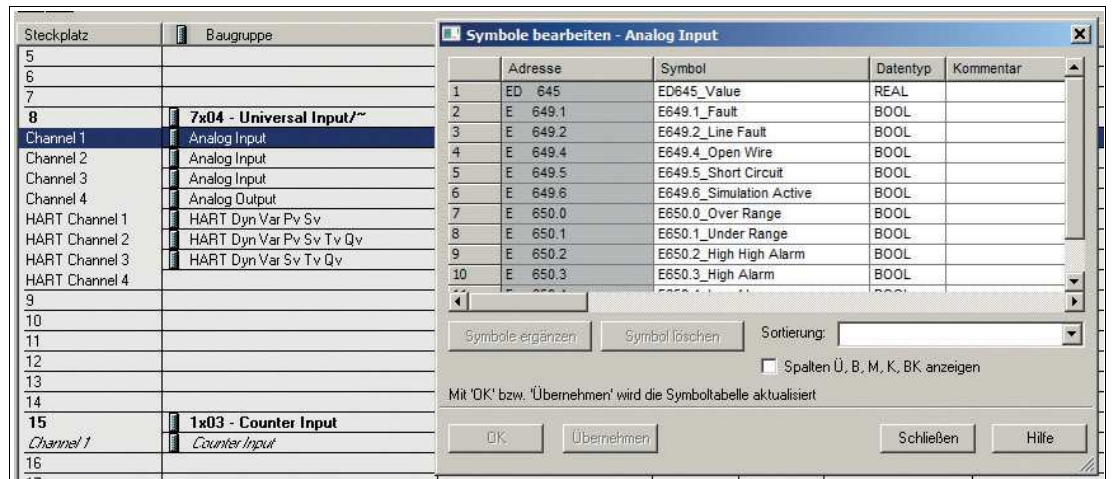 Steckplatz Baugruppe
5
6
7
8 7x04 - Universal Input/~
Channel 1 Analog Input
Channel 2 Analog Input
Channel 3 Analog Input
Channel 4 Analog Output
HART Channel 1 HART Dyn Var Pv Sv
HART Channel 2 HART Dyn Var Pv Sv Tv Qv
HART Channel 3 HART Dyn Var Sv Tv Qv
HART Channel 4
9
10
11
12
13
14
15 1x03 - Counter Input
Channel 1 Counter Input
16
Symbole bearbeiten - Analog Input
Adresse Symbol Datentyp Kommentar
1 ED 645 ED645_Value REAL
2 E 649.1 E649.1_Fault BOOL
3 E 649.2 E649.2_Line Fault BOOL
4 E 649.4 E649.4_Open Wire BOOL
5 E 649.5 E649.5_Short Circuit BOOL
6 E 649.6 E649.6_Simulation Active BOOL
7 E 650.0 E650.0_Over Range BOOL
8 E 650.1 E650.1_Under Range BOOL
9 E 650.2 E650.2_High High Alarm BOOL
10 E 650.3 E650.3_High Alarm BOOL
Symbole ergänzen Symbol löschen Sortierung:
Spalten Ü, B, M, K, BK anzeigen
Mit 'OK' bzw. 'Übernehmen' wird die Symboltabelle aktualisiert
OK Übernehmen Schließen Hilfe